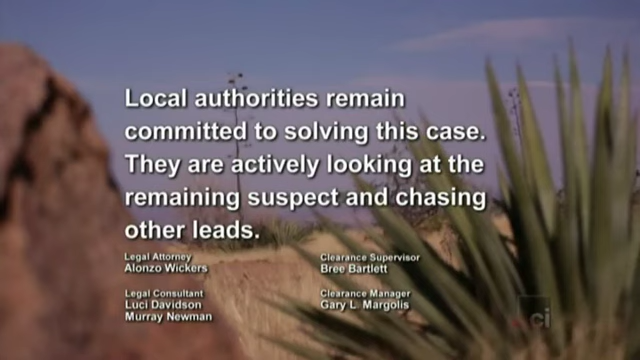 Local authorities remain
committed to solving this case.
They are actively looking at the
remaining suspect and chasing
other leads.
Legal Attorney
Alonzo Wickers
Clearance Supervisor
Bree Bartlett
Legal Consultant
Luci Davidson
Murray Newman
Clearance Manager
Gary L. Margolis
ci